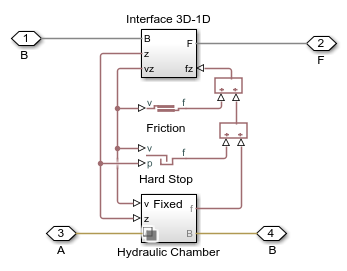 Interface 3D-1D
1
B
B
z
vz
F
fz
2
F
+ +
v
f
Friction
+ +
v
p
f
Hard Stop
v
z
Fixed
f
B
3
A
4
B
Hydraulic Chamber